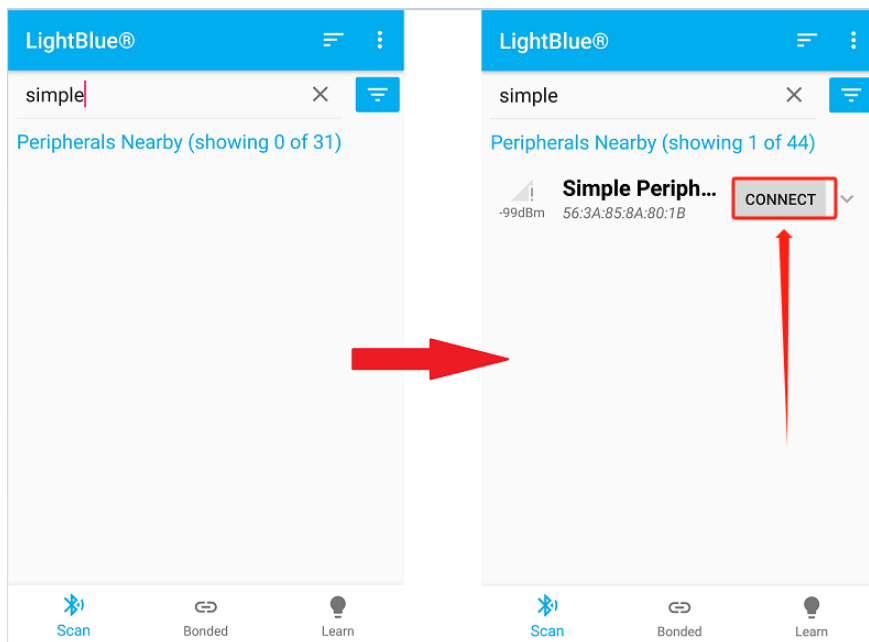 LightBlue®
simple
Peripherals Nearby (showing 0 of 31)
Scan
Bonded
Learn
LightBlue®
simple
Peripherals Nearby (showing 1 of 44)
Simple Periph...
CONNECT
-99dBm
56:3A:85:8A:80:1B
Scan
Bonded
Learn